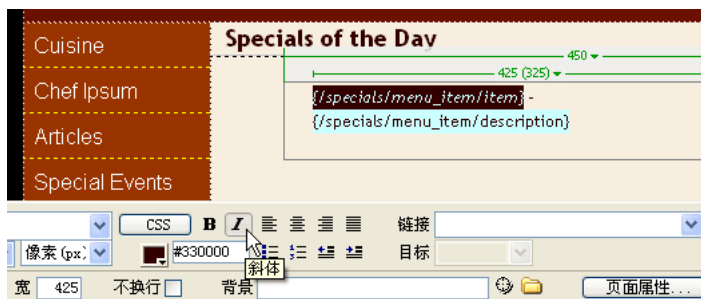 Cuisine
Chef Ipsum
Articles
Special Events
Specials of the Day
450
425 (325)
{/specials/menu_item/item} -
{/specials/menu_item/description}
CSS B I 链接
像素(px) #330000 目标
斜体
宽 425 不换行 背景 页面属性...